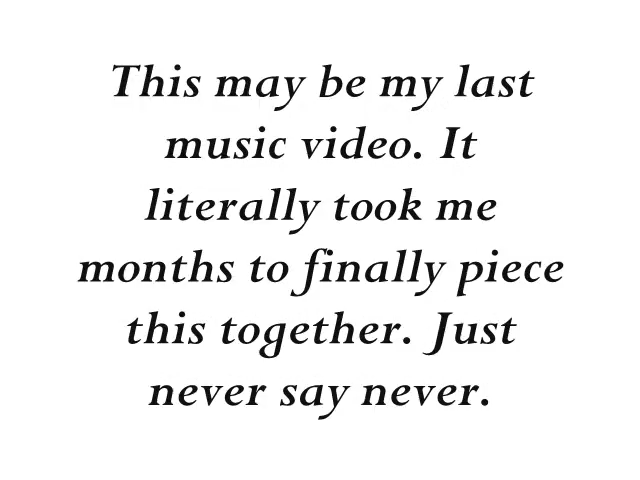 This may be my last
music video. It
literally took me
months to finally piece
this together. Just
never say never.